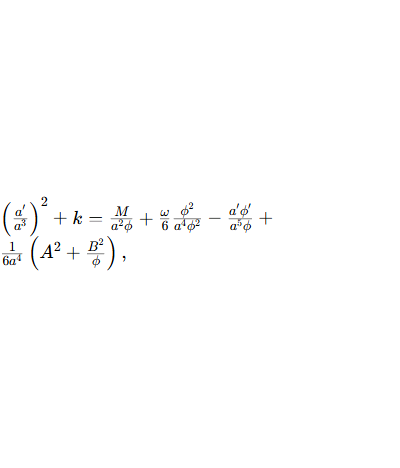 \left(\frac{a'}{a^3}\right)^2 + k = \frac{M}{a^2\phi} + \frac{\omega}{6}\frac{\phi^2}{a^4\phi^2} - \frac{a'\phi'}{a^5\phi} +
\frac{1}{6a^4}\left(A^2 + \frac{B^2}{\phi}\right),